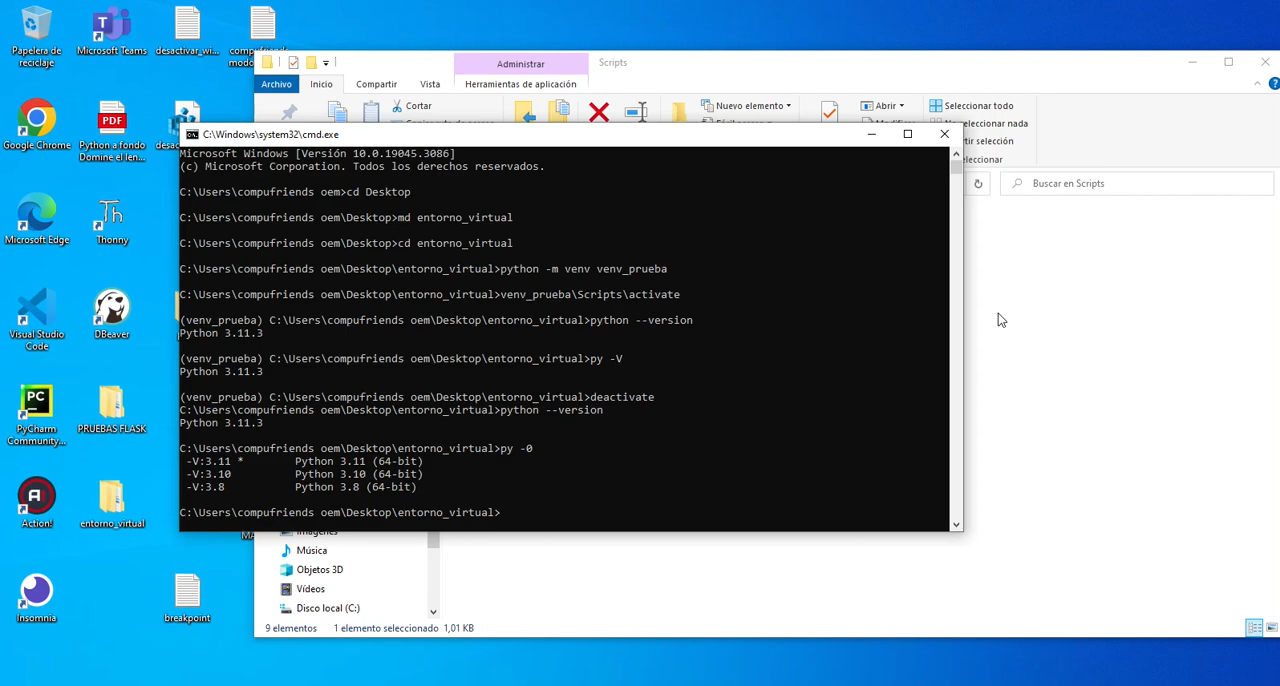 Papelera de
reciclaje
Microsoft Teams
desactivar_wi...
compufriends
Google Chrome
Python a fondo
Domine el len...
Microsoft Edge
Thonny
Visual Studio
Code
DBeaver
PyCharm
Community...
PRUEBAS FLASK
Action!
entorno_virtual
Insomnia
breakpoint
Administrar
Scripts
Archivo
Inicio
Compartir
Vista
Herramientas de aplicación
Cortar
Nuevo elemento
Abrir
Seleccionar todo
C:\Windows\system32\cmd.exe
Microsoft Windows [Versión 10.0.19045.3086]
(c) Microsoft Corporation. Todos los derechos reservados.
C:\Users\compufriends oem>cd Desktop
C:\Users\compufriends oem\Desktop>md entorno_virtual
C:\Users\compufriends oem\Desktop>cd entorno_virtual
C:\Users\compufriends oem\Desktop\entorno_virtual>python -m venv venv_prueba
C:\Users\compufriends oem\Desktop\entorno_virtual>venv_prueba\Scripts\activate
(venv_prueba) C:\Users\compufriends oem\Desktop\entorno_virtual>python --version
Python 3.11.3
(venv_prueba) C:\Users\compufriends oem\Desktop\entorno_virtual>py -V
Python 3.11.3
(venv_prueba) C:\Users\compufriends oem\Desktop\entorno_virtual>deactivate
C:\Users\compufriends oem\Desktop\entorno_virtual>python --version
Python 3.11.3
C:\Users\compufriends oem\Desktop\entorno_virtual>py -0
-V:3.11 * Python 3.11 (64-bit)
-V:3.10 Python 3.10 (64-bit)
-V:3.8 Python 3.8 (64-bit)
C:\Users\compufriends oem\Desktop\entorno_virtual>
Buscar en Scripts
Música
Objetos 3D
Vídeos
Disco local (C:)
9 elementos
1 elemento seleccionado 1,01 KB